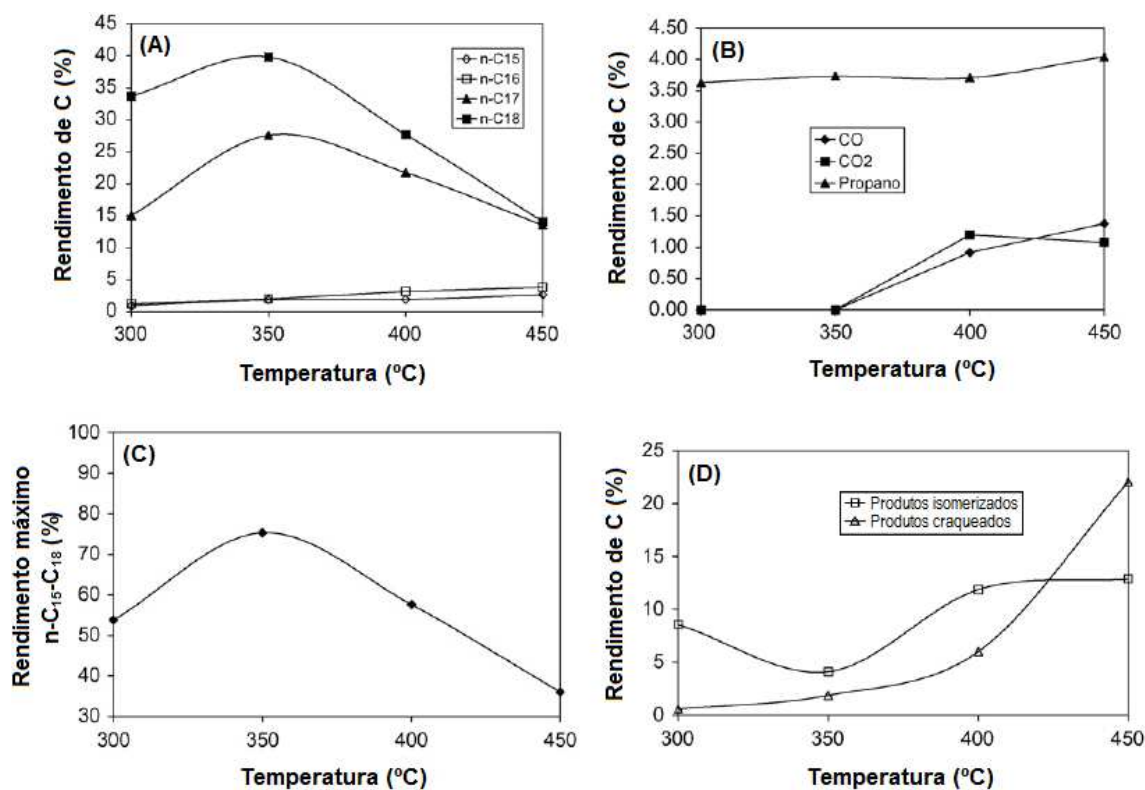 (A)
Rendimento de C (%)
45
40
35
30
25
20
15
10
5
0
n-C15
n-C16
n-C17
n-C18
300
350
400
450
Temperatura (ºC)
(B)
Rendimento de C (%)
4.50
4.00
3.50
3.00
2.50
2.00
1.50
1.00
0.50
0.00
CO
CO2
Propano
300
350
400
450
Temperatura (ºC)
(C)
Rendimento máximo
n-C₁₅-C₁₈ (%)
100
90
80
70
60
50
40
30
300
350
400
450
Temperatura (ºC)
(D)
Rendimento de C (%)
25
20
15
10
5
0
Produtos isomerizados
Produtos craqueados
300
350
400
450
Temperatura (ºC)